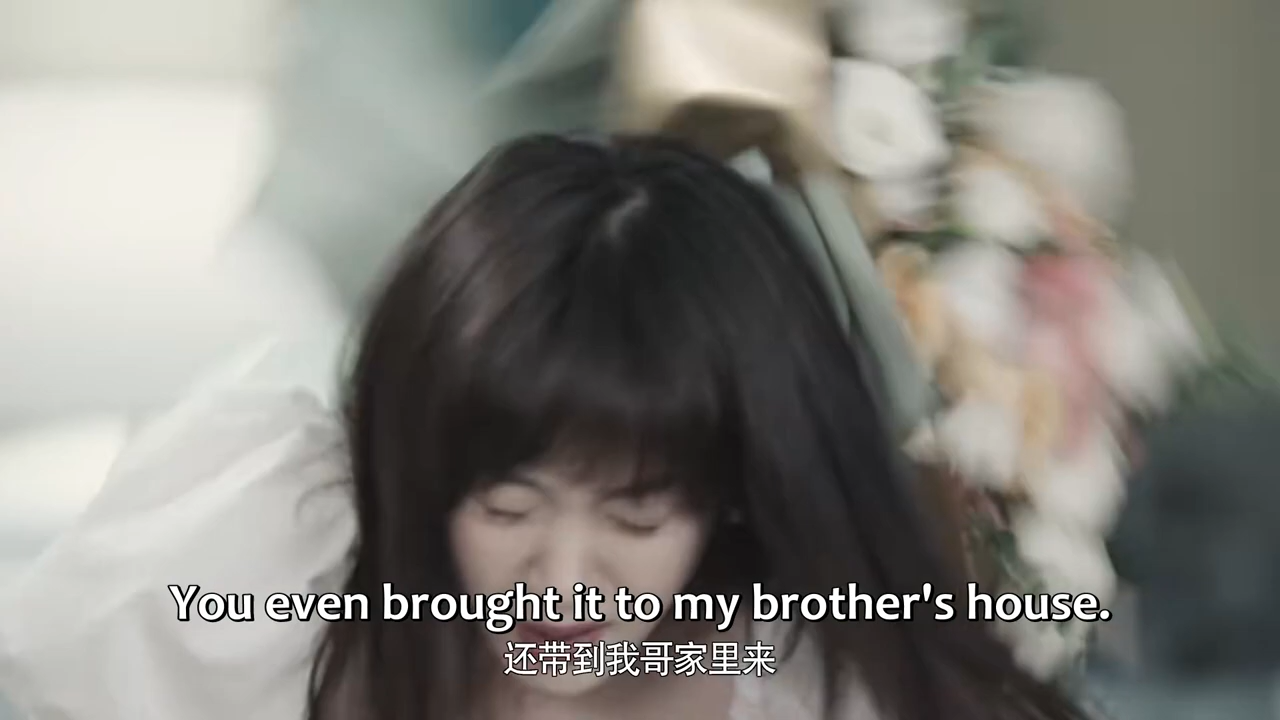 You even brought it to my brother's house.
还带到我哥家里来